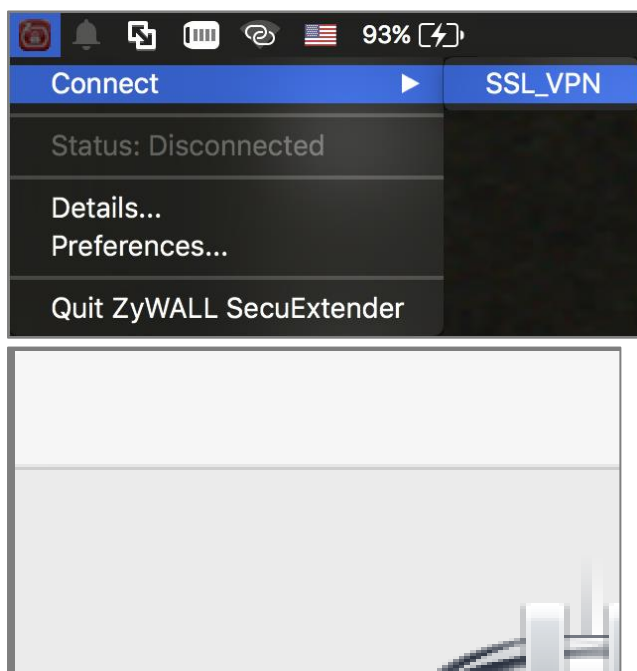 93%
Connect SSL_VPN
Status: Disconnected
Details...
Preferences...
Quit ZyWALL SecuExtender